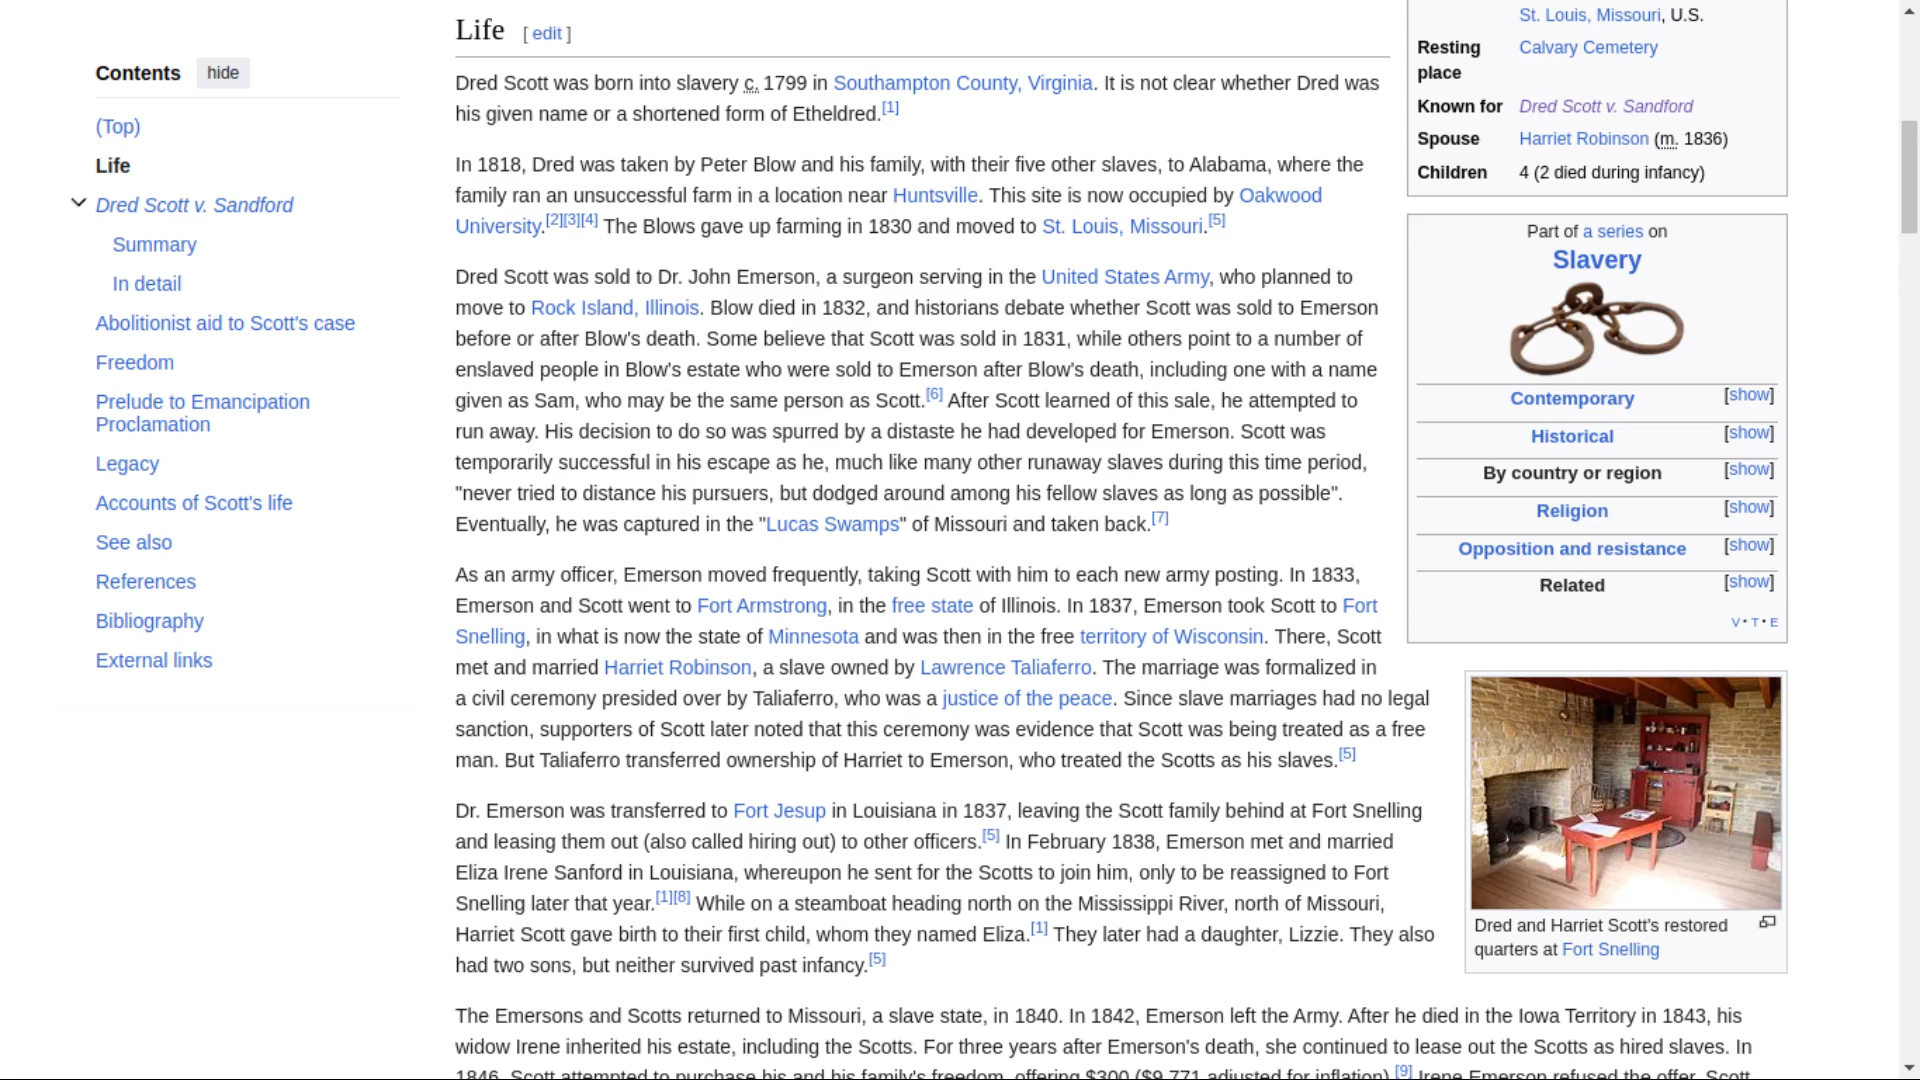 Contents hide
(Top)
Life
Dred Scott v. Sandford
Summary
In detail
Abolitionist aid to Scott's case
Freedom
Prelude to Emancipation
Proclamation
Legacy
Accounts of Scott's life
See also
References
Bibliography
External links
Life [ edit ]
Dred Scott was born into slavery c. 1799 in Southampton County, Virginia. It is not clear whether Dred was
his given name or a shortened form of Etheldred.[1]
In 1818, Dred was taken by Peter Blow and his family, with their five other slaves, to Alabama, where the
family ran an unsuccessful farm in a location near Huntsville. This site is now occupied by Oakwood
University.[2][3][4] The Blows gave up farming in 1830 and moved to St. Louis, Missouri.[5]
Dred Scott was sold to Dr. John Emerson, a surgeon serving in the United States Army, who planned to
move to Rock Island, Illinois. Blow died in 1832, and historians debate whether Scott was sold to Emerson
before or after Blow's death. Some believe that Scott was sold in 1831, while others point to a number of
enslaved people in Blow's estate who were sold to Emerson after Blow's death, including one with a name
given as Sam, who may be the same person as Scott.[6] After Scott learned of this sale, he attempted to
run away. His decision to do so was spurred by a distaste he had developed for Emerson. Scott was
temporarily successful in his escape as he, much like many other runaway slaves during this time period,
"never tried to distance his pursuers, but dodged around among his fellow slaves as long as possible".
Eventually, he was captured in the "Lucas Swamps" of Missouri and taken back.[7]
As an army officer, Emerson moved frequently, taking Scott with him to each new army posting. In 1833,
Emerson and Scott went to Fort Armstrong, in the free state of Illinois. In 1837, Emerson took Scott to Fort
Snelling, in what is now the state of Minnesota and was then in the free territory of Wisconsin. There, Scott
met and married Harriet Robinson, a slave owned by Lawrence Taliaferro. The marriage was formalized in
a civil ceremony presided over by Taliaferro, who was a justice of the peace. Since slave marriages had no legal
sanction, supporters of Scott later noted that this ceremony was evidence that Scott was being treated as a free
man. But Taliaferro transferred ownership of Harriet to Emerson, who treated the Scotts as his slaves.[5]
Dr. Emerson was transferred to Fort Jesup in Louisiana in 1837, leaving the Scott family behind at Fort Snelling
and leasing them out (also called hiring out) to other officers.[5] In February 1838, Emerson met and married
Eliza Irene Sanford in Louisiana, whereupon he sent for the Scotts to join him, only to be reassigned to Fort
Snelling later that year.[1][8] While on a steamboat heading north on the Mississippi River, north of Missouri,
Harriet Scott gave birth to their first child, whom they named Eliza.[1] They later had a daughter, Lizzie. They also
had two sons, but neither survived past infancy.[5]
The Emersons and Scotts returned to Missouri, a slave state, in 1840. In 1842, Emerson left the Army. After he died in the Iowa Territory in 1843, his
widow Irene inherited his estate, including the Scotts. For three years after Emerson's death, she continued to lease out the Scotts as hired slaves. In
1846, Scott attempted to purchase his and his family's freedom, offering $300 ($9,771 adjusted for inflation).[9] Irene Emerson refused the offer. Scott
St. Louis, Missouri, U.S.
Resting place Calvary Cemetery
Known for Dred Scott v. Sandford
Spouse Harriet Robinson (m. 1836)
Children 4 (2 died during infancy)
Part of a series on
Slavery
Contemporary [show]
Historical [show]
By country or region [show]
Religion [show]
Opposition and resistance [show]
Related [show]
V • T • E
Dred and Harriet Scott's restored
quarters at Fort Snelling